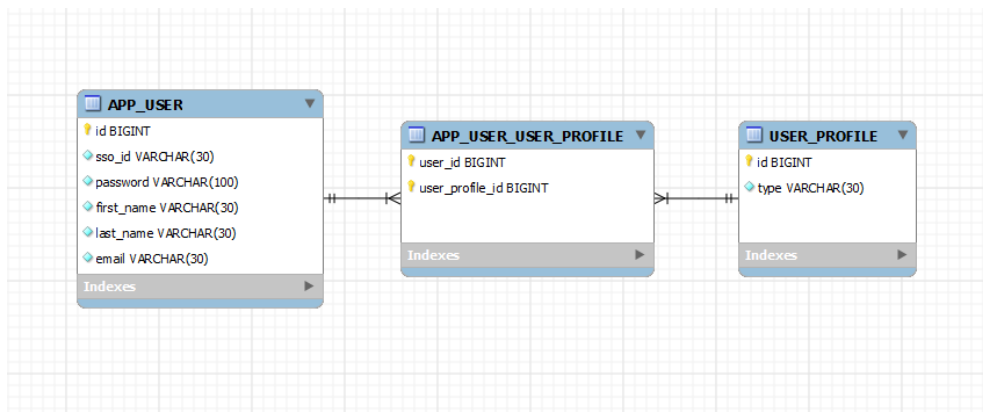 APP_USER
id BIGINT
sso_id VARCHAR(30)
password VARCHAR(100)
first_name VARCHAR(30)
last_name VARCHAR(30)
email VARCHAR(30)
Indexes
APP_USER_USER_PROFILE
user_id BIGINT
user_profile_id BIGINT
Indexes
USER_PROFILE
id BIGINT
type VARCHAR(30)
Indexes